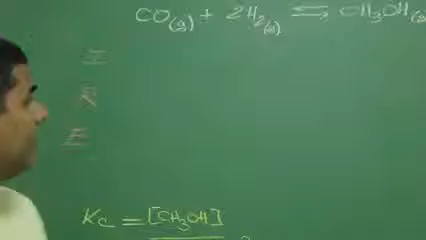 CO(g) + 2H₂(g) ⇌ CH₃OH(g
I
E
Kc = [CH₃OH]